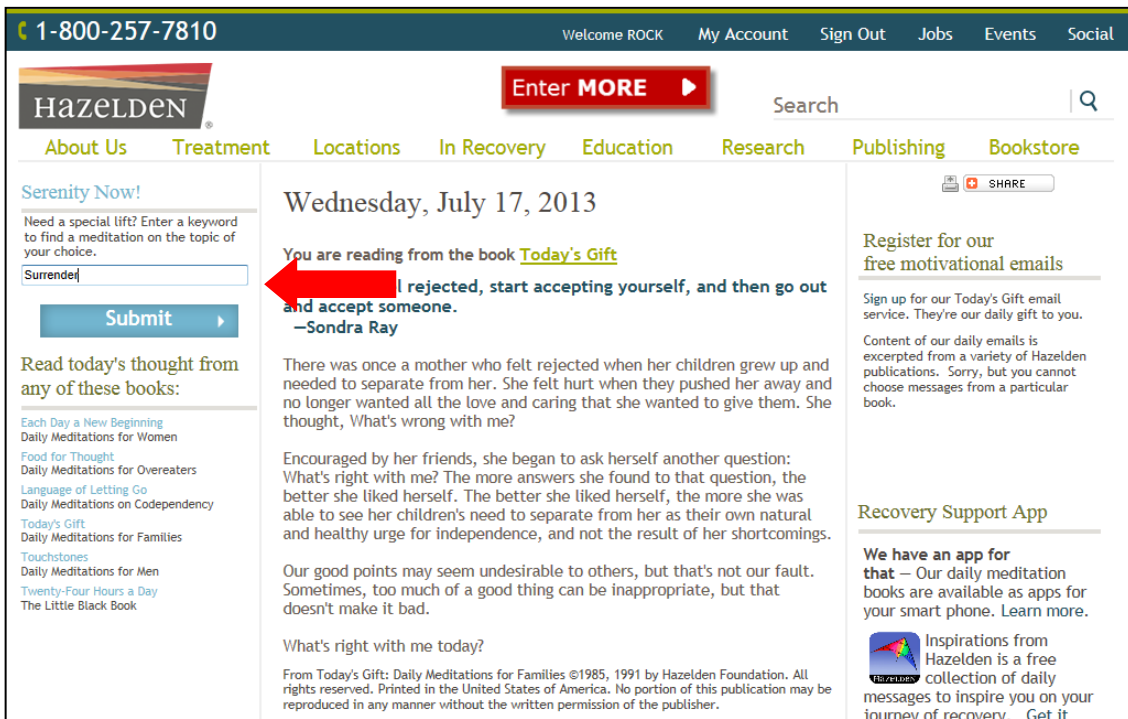 1-800-257-7810
Welcome ROCK My Account Sign Out Jobs Events Social
HAZELDEN®
Enter MORE
Search
About Us Treatment Locations In Recovery Education Research Publishing Bookstore
Serenity Now!
Need a special lift? Enter a keyword
to find a meditation on the topic of
your choice.
Surrender
Submit
Read today's thought from
any of these books:
Each Day a New Beginning
Daily Meditations for Women
Food for Thought
Daily Meditations for Overeaters
Language of Letting Go
Daily Meditations on Codependency
Today's Gift
Daily Meditations for Families
Touchstones
Daily Meditations for Men
Twenty-Four Hours a Day
The Little Black Book
Wednesday, July 17, 2013
You are reading from the book Today's Gift
l rejected, start accepting yourself, and then go out
and accept someone.
—Sondra Ray
There was once a mother who felt rejected when her children grew up and
needed to separate from her. She felt hurt when they pushed her away and
no longer wanted all the love and caring that she wanted to give them. She
thought, What's wrong with me?
Encouraged by her friends, she began to ask herself another question:
What's right with me? The more answers she found to that question, the
better she liked herself. The better she liked herself, the more she was
able to see her children's need to separate from her as their own natural
and healthy urge for independence, and not the result of her shortcomings.
Our good points may seem undesirable to others, but that's not our fault.
Sometimes, too much of a good thing can be inappropriate, but that
doesn't make it bad.
What's right with me today?
From Today's Gift: Daily Meditations for Families ©1985, 1991 by Hazelden Foundation. All
rights reserved. Printed in the United States of America. No portion of this publication may be
reproduced in any manner without the written permission of the publisher.
SHARE
Register for our
free motivational emails
Sign up for our Today's Gift email
service. They're our daily gift to you.
Content of our daily emails is
excerpted from a variety of Hazelden
publications. Sorry, but you cannot
choose messages from a particular
book.
Recovery Support App
We have an app for
that — Our daily meditation
books are available as apps for
your smart phone. Learn more.
HAZELDEN
Inspirations from
Hazelden is a free
collection of daily
messages to inspire you on your
journey of recovery. Get it